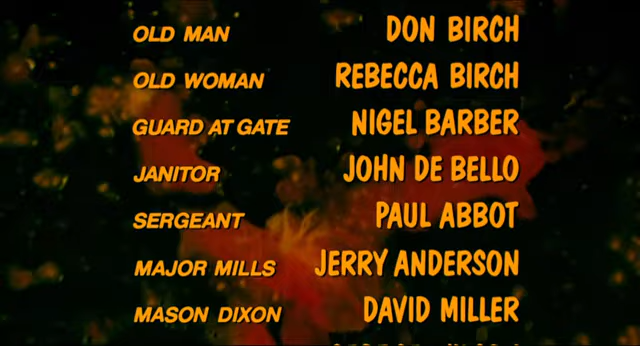 OLD MAN DON BIRCH
OLD WOMAN REBECCA BIRCH
GUARD AT GATE NIGEL BARBER
JANITOR JOHN DE BELLO
SERGEANT PAUL ABBOT
MAJOR MILLS JERRY ANDERSON
MASON DIXON DAVID MILLER